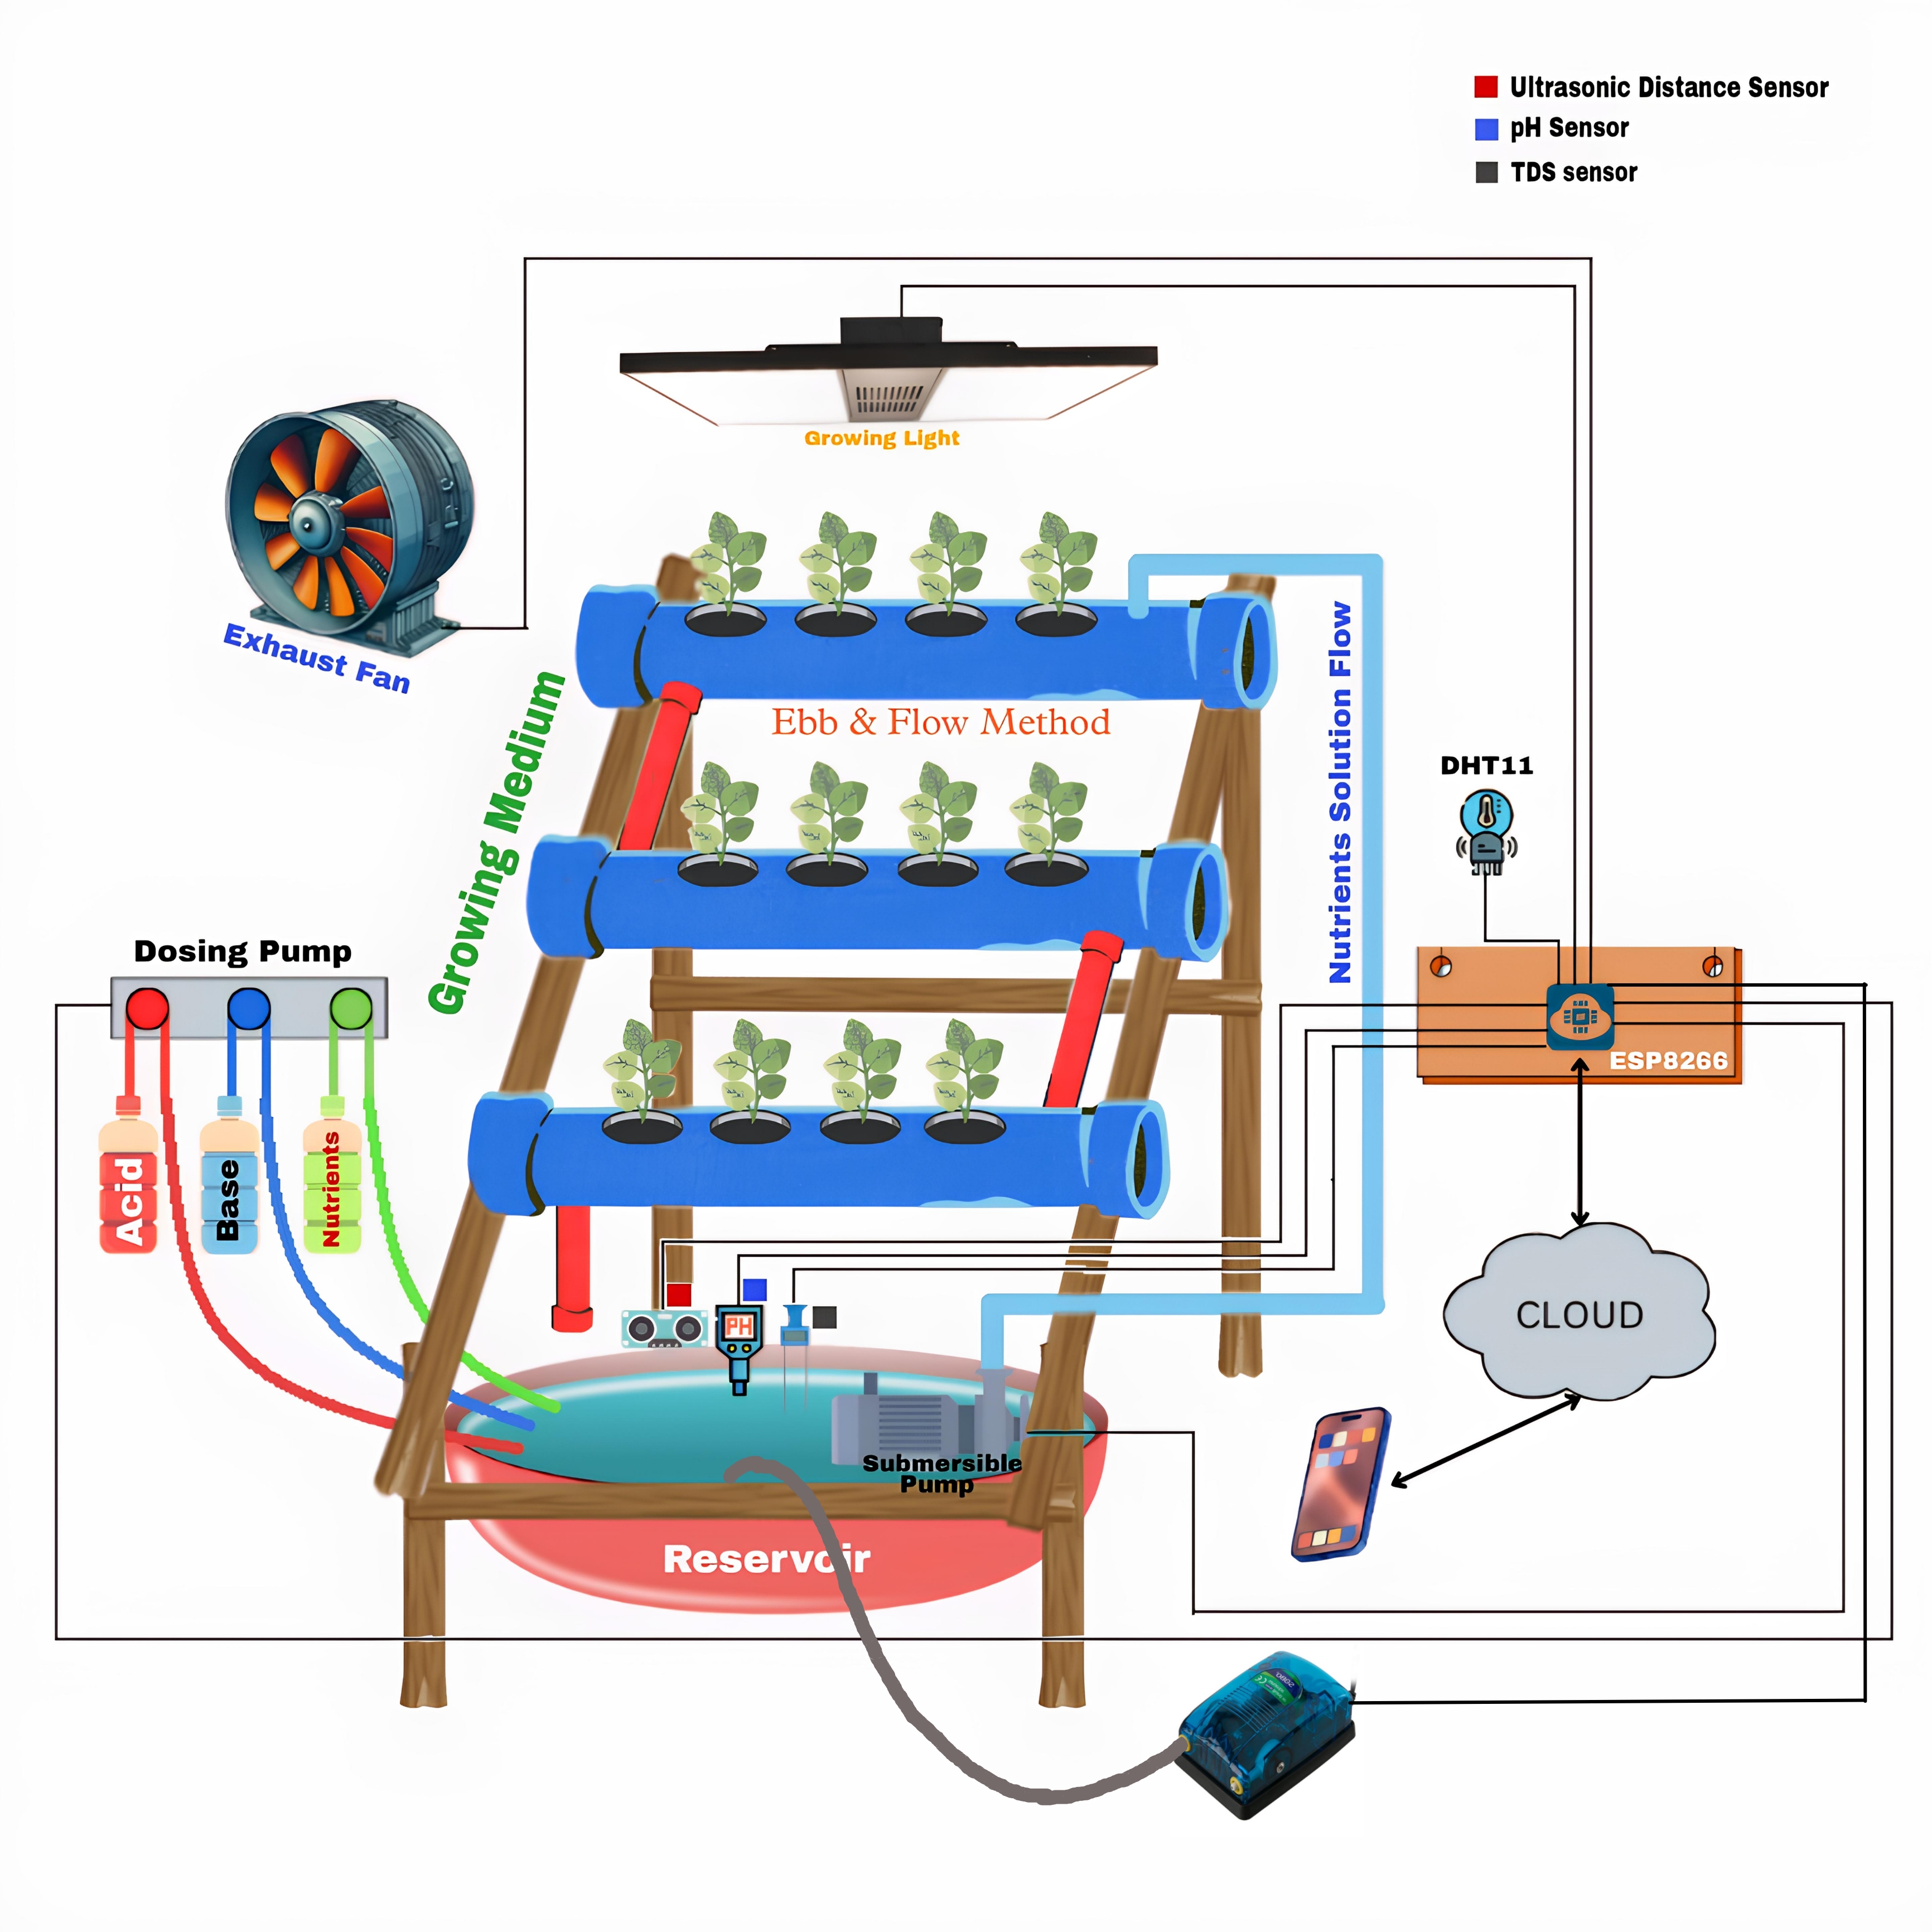 Ultrasonic Distance Sensor
pH Sensor
TDS sensor
Growing Light
Exhaust Fan
Ebb & Flow Method
Growing Medium
Nutrients Solution Flow
DHT11
Dosing Pump
ESP8266
Acid
Base
Nutrients
PH
CLOUD
Submersible
Pump
Reservoir